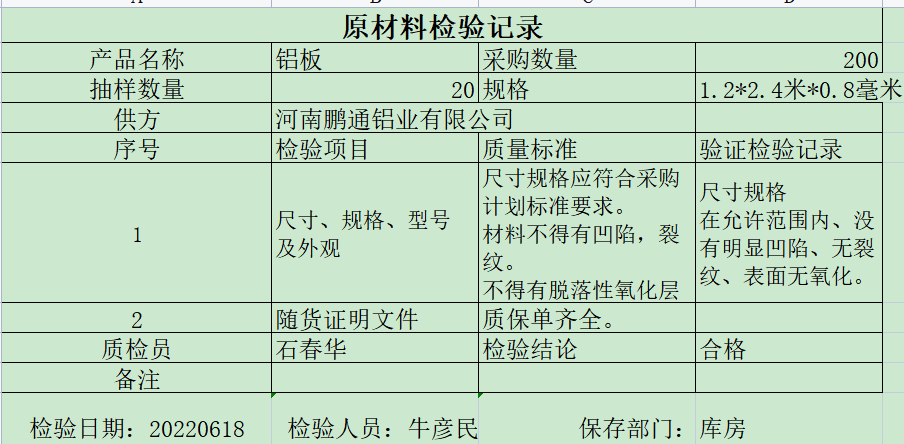 原材料检验记录
产品名称 铝板 采购数量 200
抽样数量 20 规格 1.2*2.4米*0.8毫米
供方 河南鹏通铝业有限公司
序号 检验项目 质量标准 验证检验记录
1
尺寸、规格、型号
及外观
尺寸规格应符合采购
计划标准要求。
材料不得有凹陷，裂
纹。
不得有脱落性氧化层
尺寸规格
在允许范围内、没
有明显凹陷、无裂
纹、表面无氧化。
2 随货证明文件 质保单齐全。
质检员 石春华 检验结论 合格
备注
检验日期：20220618 检验人员：牛彦民 保存部门：库房